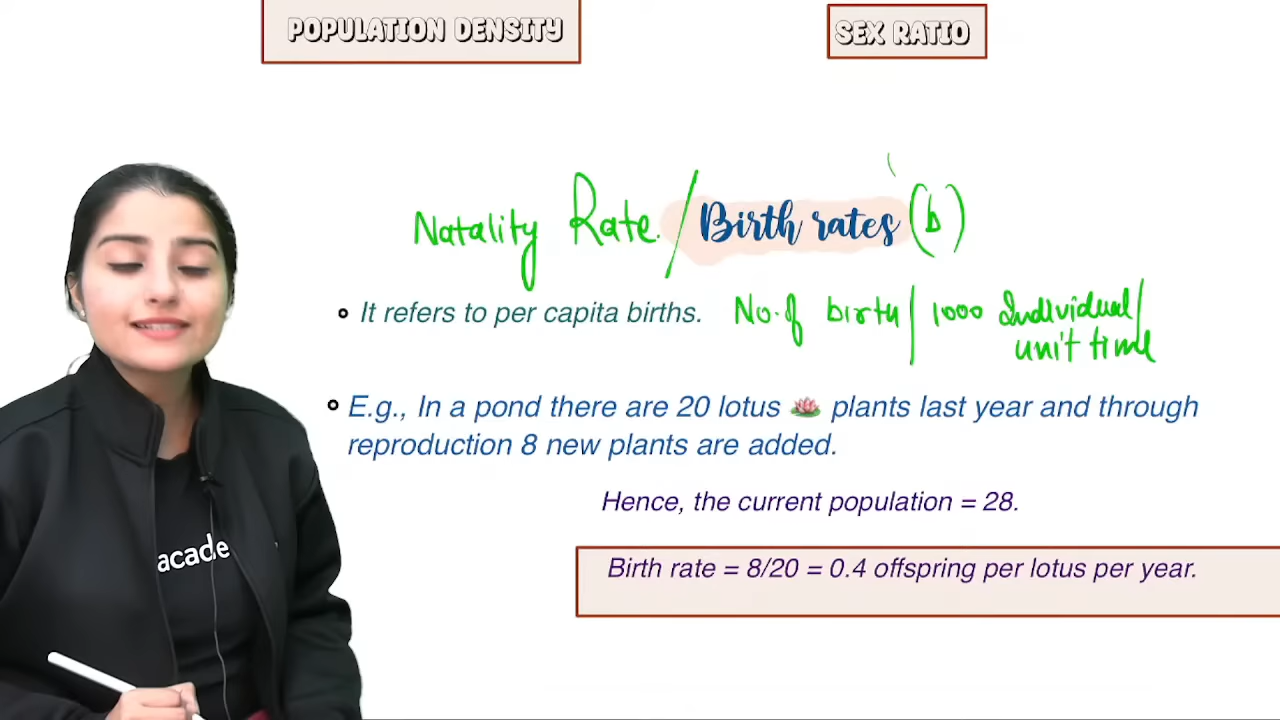 POPULATION DENSITY
SEX RATIO
Natality Rate. / Birth rates (b)
It refers to per capita births. No. of birth / 1000 Individual /
unit time
E.g., In a pond there are 20 lotus 🪷 plants last year and through
reproduction 8 new plants are added.
Hence, the current population = 28.
Birth rate = 8/20 = 0.4 offspring per lotus per year.
acade